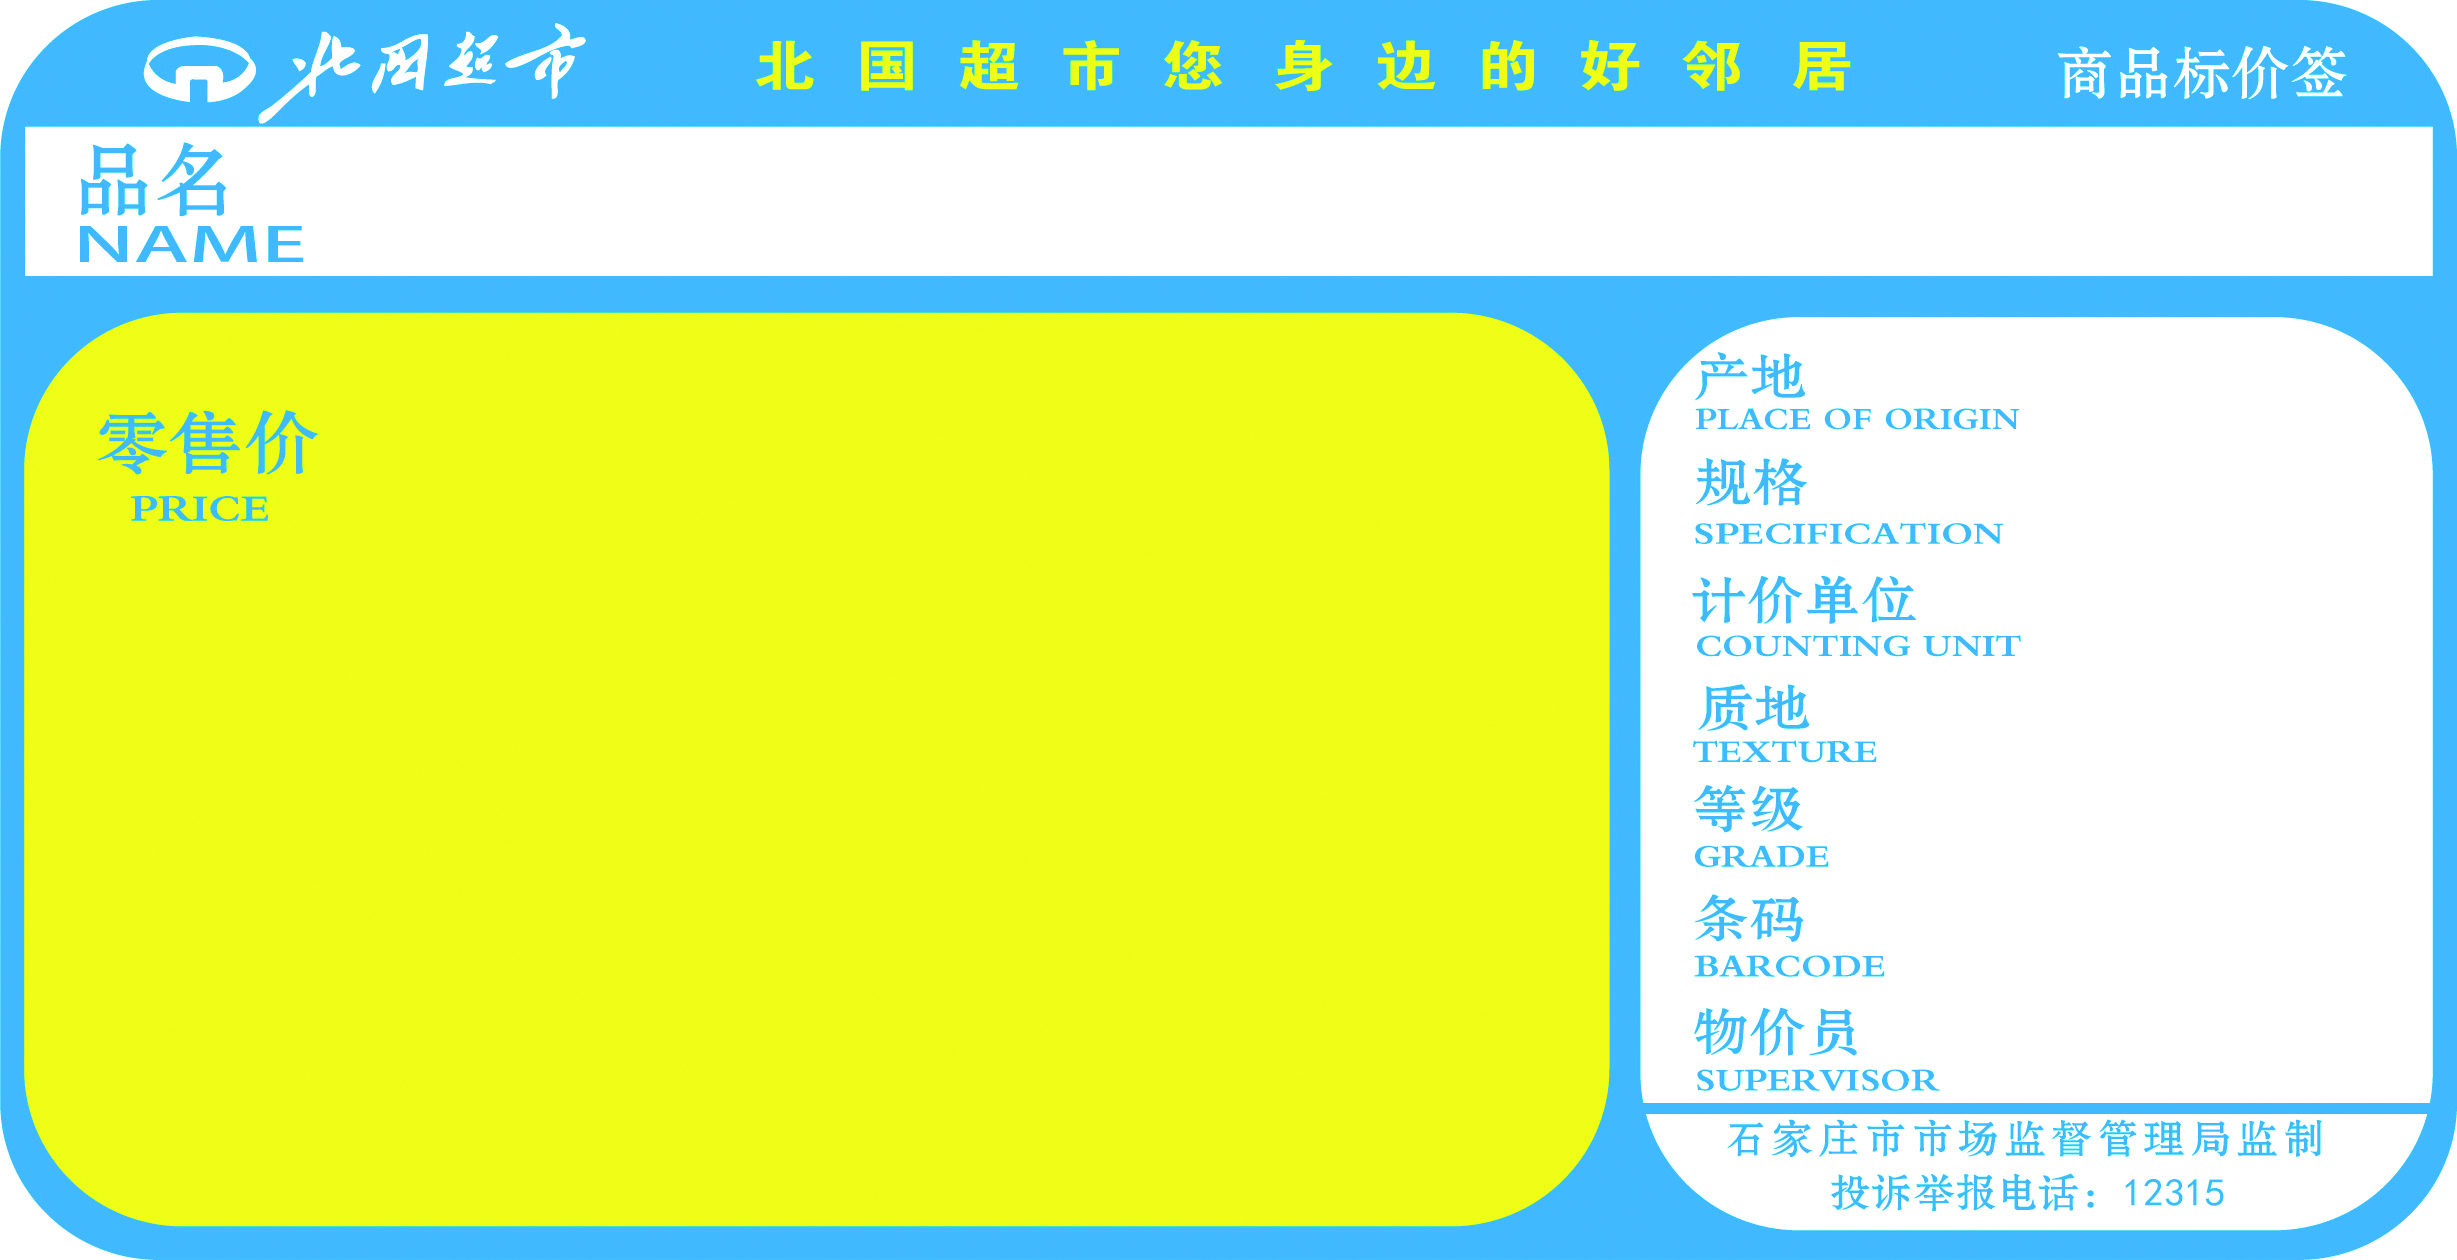 北国超市 北国超市您身边的好邻居 商品标价签
品名
NAME
零售价
PRICE
产地
PLACE OF ORIGIN
规格
SPECIFICATION
计价单位
COUNTING UNIT
质地
TEXTURE
等级
GRADE
条码
BARCODE
物价员
SUPERVISOR
石家庄市市场监督管理局监制
投诉举报电话：12315